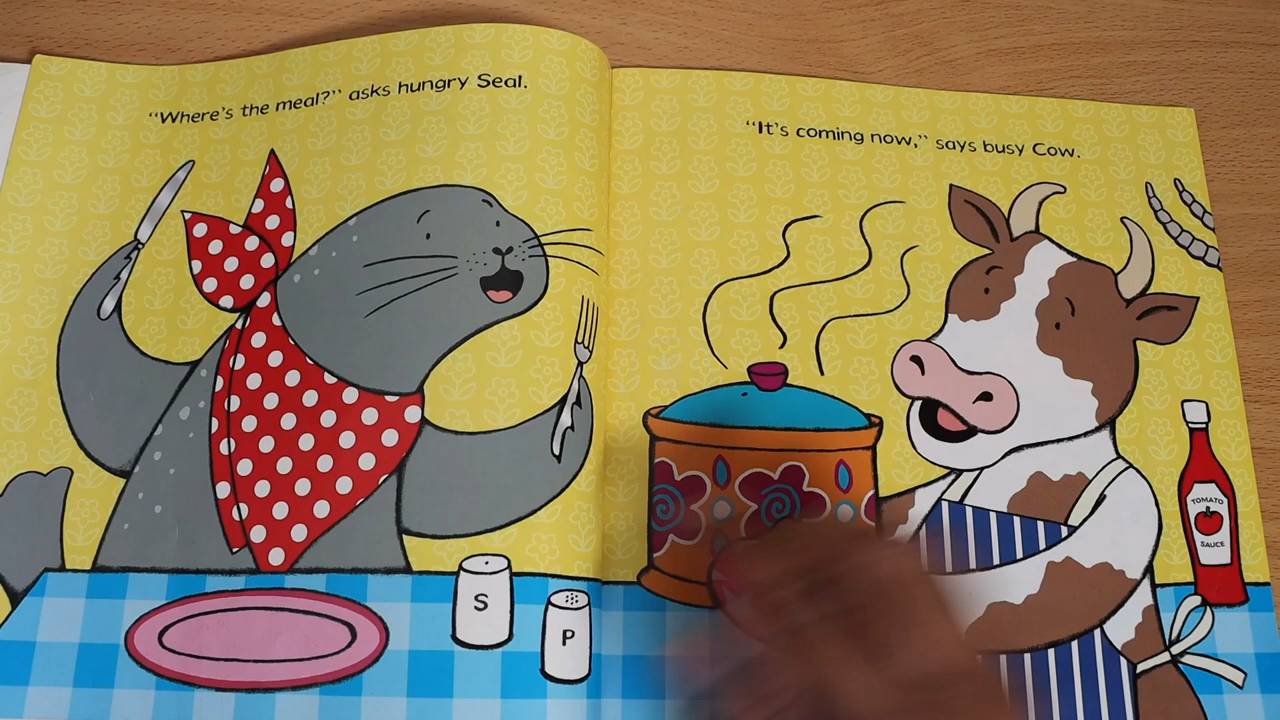 “Where’s the meal?” asks hungry Seal.
“It’s coming now,” says busy Cow.
S
P
TOMATO
SAUCE